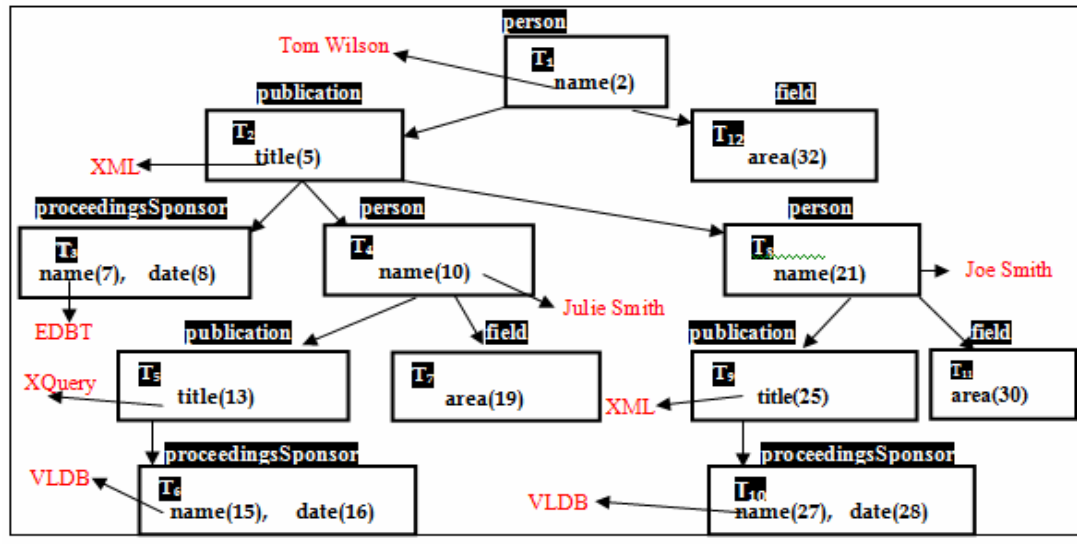 person
Tom Wilson
T₁
name(2)
publication
field
T₂
title(5)
T₁₂
area(32)
XML
proceedingsSponsor
person
person
T₃
name(7), date(8)
T₄
name(10)
T₈
name(21)
Joe Smith
EDBT
Julie Smith
publication
field
publication
field
XQuery
T₅
title(13)
T₇
area(19)
XML
T₉
title(25)
T₁₁
area(30)
proceedingsSponsor
proceedingsSponsor
VLDB
T₆
name(15), date(16)
VLDB
T₁₀
name(27), date(28)